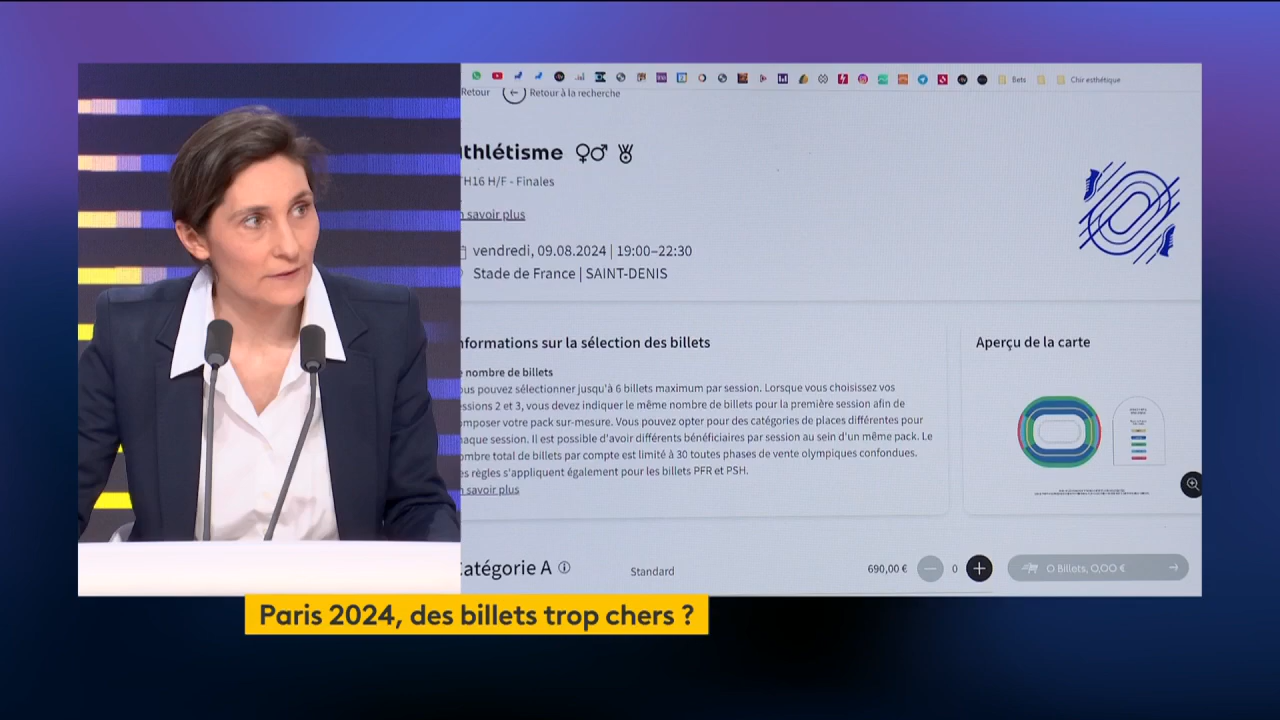 Bets
Chir esthétique
Retour
Retour à la recherche
thlétisme
H16 H/F - Finales
savoir plus
vendredi, 09.08.2024 | 19:00–22:30
Stade de France | SAINT-DENIS
nformations sur la sélection des billets
nombre de billets
us pouvez sélectionner jusqu'à 6 billets maximum par session. Lorsque vous choisissez vos
ssions 2 et 3, vous devez indiquer le même nombre de billets pour la première session afin de
mposer votre pack sur-mesure. Vous pouvez opter pour des catégories de places différentes pour
aque session. Il est possible d'avoir différents bénéficiaires par session au sein d'un même pack. Le
mbre total de billets par compte est limité à 30 toutes phases de vente olympiques confondues.
es règles s'appliquent également pour les billets PFR et PSH.
savoir plus
Aperçu de la carte
atégorie A
Standard
690,00 €
0
0 Billets, 0,00 €
Paris 2024, des billets trop chers ?